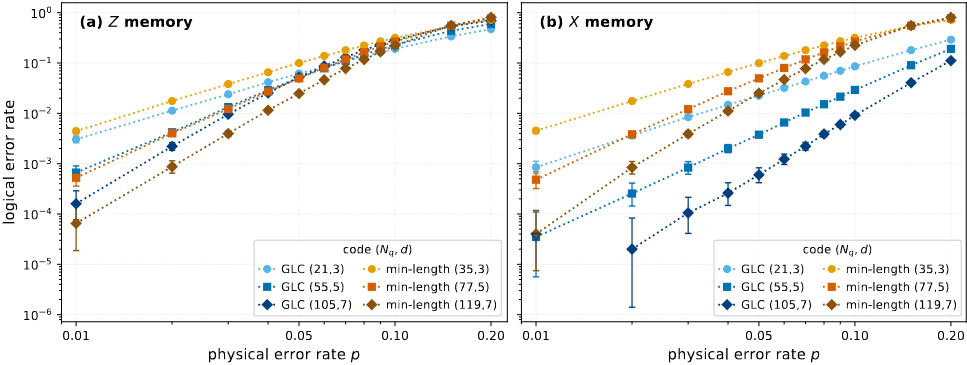 (a) Z memory
(b) X memory
logical error rate
10⁰
10⁻¹
10⁻²
10⁻³
10⁻⁴
10⁻⁵
10⁻⁶
code (N_q, d)
GLC (21,3)
GLC (55,5)
GLC (105,7)
min-length (35,3)
min-length (77,5)
min-length (119,7)
code (N_q, d)
GLC (21,3)
GLC (55,5)
GLC (105,7)
min-length (35,3)
min-length (77,5)
min-length (119,7)
0.01 0.05 0.10 0.20
0.01 0.05 0.10 0.20
physical error rate p
physical error rate p